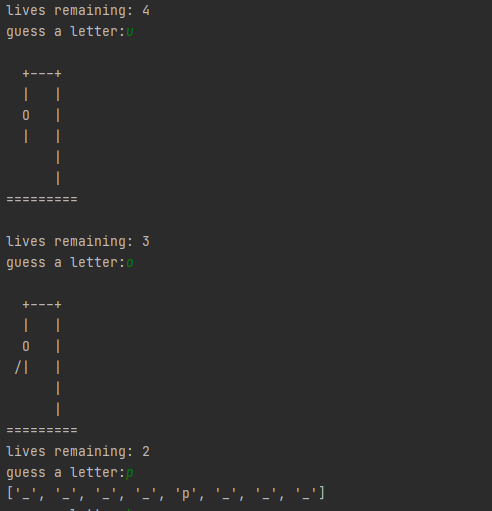 lives remaining: 4
guess a letter:u
  +---+
  |   |
  O   |
  |   |
      |
      |
=========
lives remaining: 3
guess a letter:o
  +---+
  |   |
  O   |
 /|   |
      |
      |
=========
lives remaining: 2
guess a letter:p
['_', '_', '_', '_', 'p', '_', '_', '_']